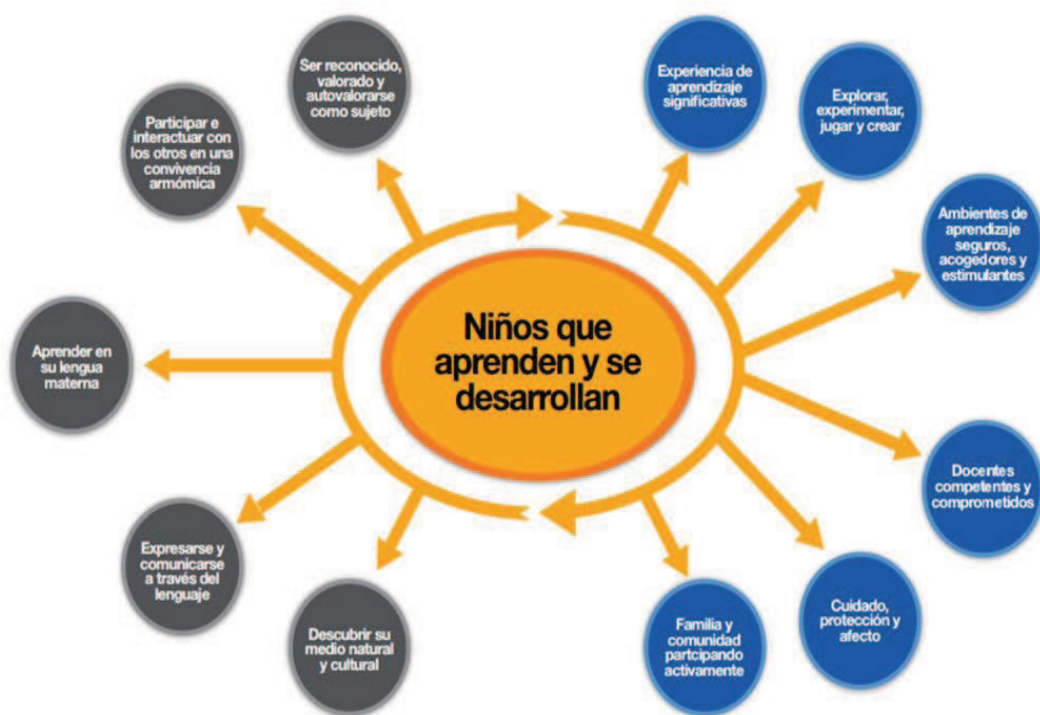 Ser reconocido,
valorado y
autovalorarse
como sujeto
Experiencia de
aprendizaje
significativas
Explorar,
experimentar,
jugar y crear
Participar e
interactuar con
los otros en una
convivencia
armómica
Ambientes de
aprendizaje
seguros,
acogedores y
estimulantes
Niños que
aprenden y se
desarrollan
Aprender en
su lengua
materna
Docentes
competentes y
comprometidos
Expresarse y
comunicarse
a través del
lenguaje
Cuidado,
protección y
afecto
Descubrir su
medio natural
y cultural
Familia y
comunidad
partcipando
activamente